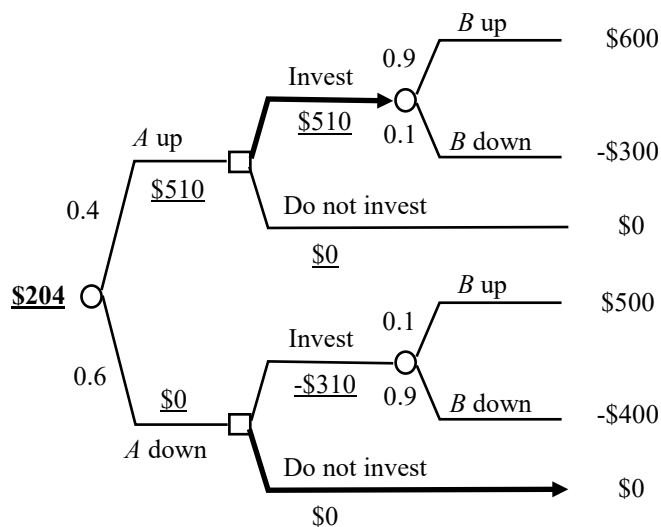 B up
$600
0.9
Invest
$510
0.1
A up
B down
-$300
$510
Do not invest
0.4
$0
$0
B up
$500
$204
0.1
Invest
0.6
-$310
$0
0.9
B down
-$400
A down
Do not invest
$0
$0